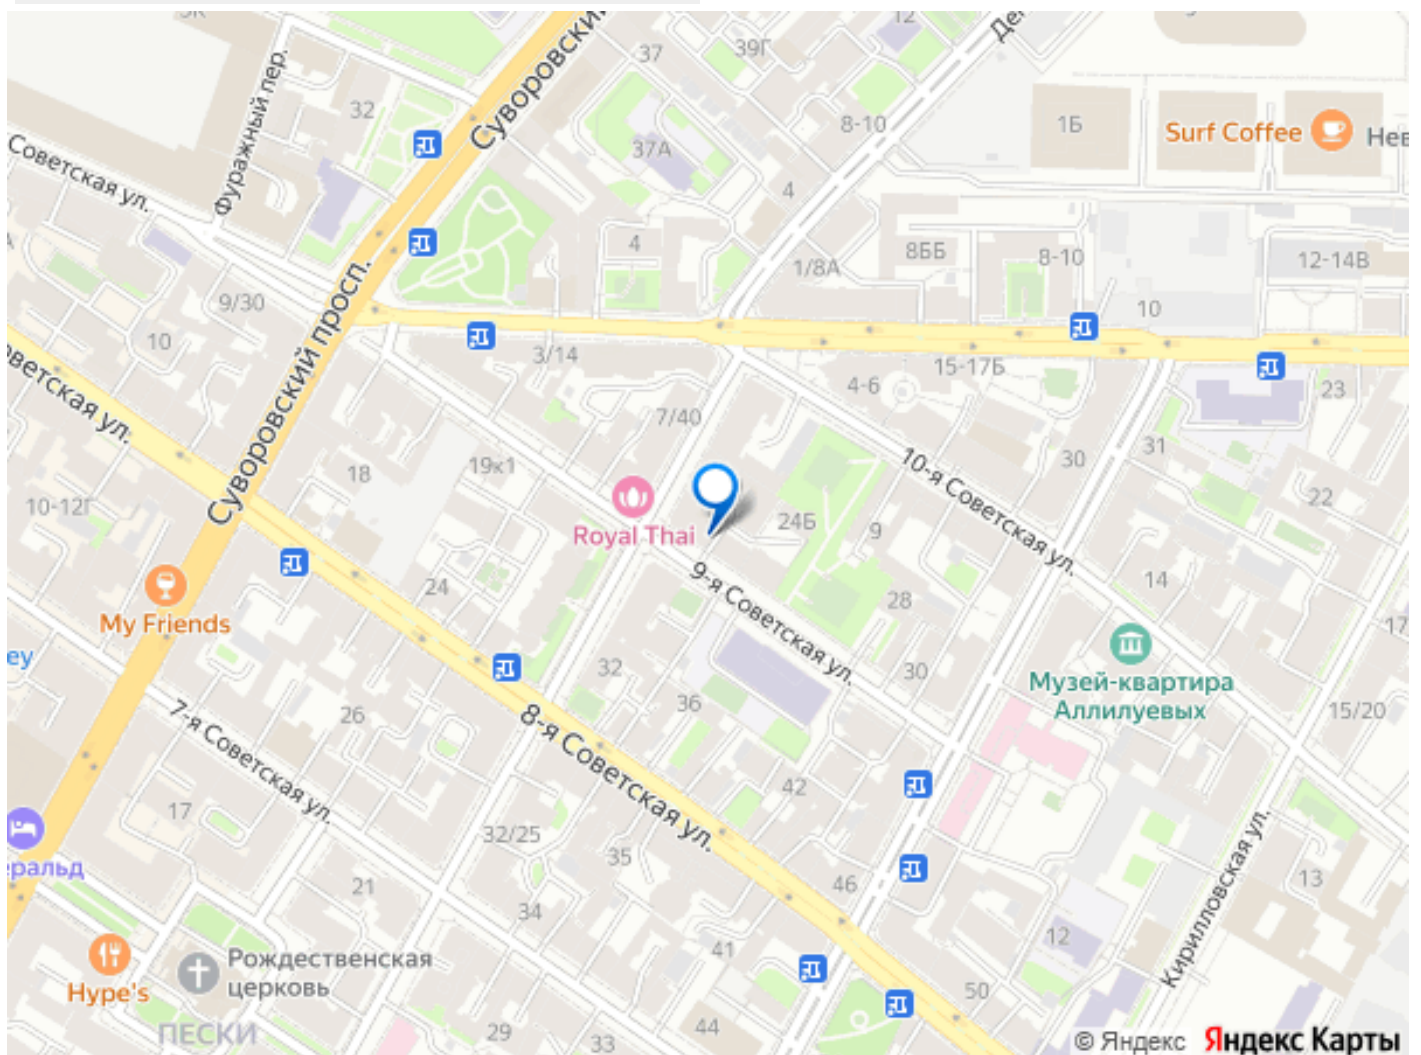 37
39Г
12
Суворовский
Фуражный пер.
32
8-10
1Б
Surf Coffee
Нев
37А
Советская ул.
4
4
8ББ
1/8А
8-10
12-14В
9/30
10
10
Суворовский просп.
3/14
15-17Б
4-6
23
ветская ул.
7/40
18
19к1
10-я Советская ул.
30
31
22
10-12Г
Royal Thai
24Б
9
9-я Советская ул.
14
24
28
My Friends
17
ey
32
30
Музей-квартира
Аллилуевых
36
26
15/20
7-я Советская ул.
8-я Советская ул.
42
17
32/25
35
Кирилловская ул.
еральд
21
46
13
34
12
41
Рождественская
церковь
Hype's
50
ПЕСКИ
29
33
44
© Яндекс Яндекс Карты